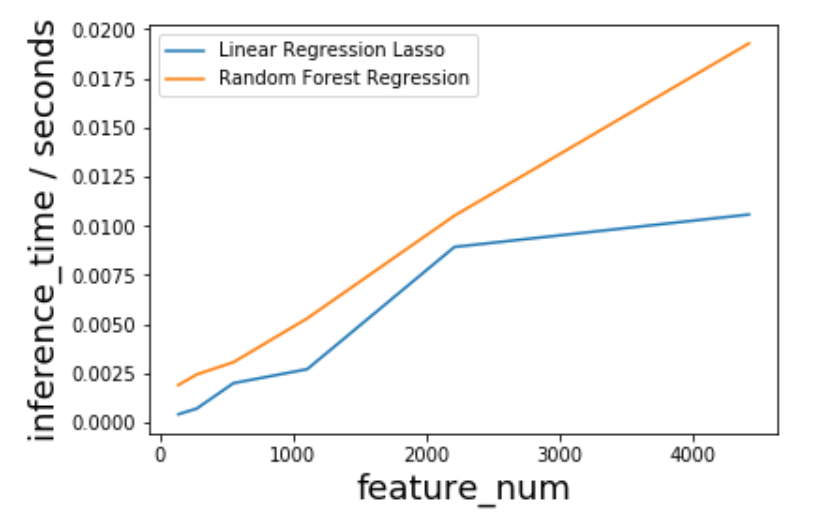 inference_time / seconds
0.0200
0.0175
0.0150
0.0125
0.0100
0.0075
0.0050
0.0025
0.0000
Linear Regression Lasso
Random Forest Regression
0 1000 2000 3000 4000
feature_num